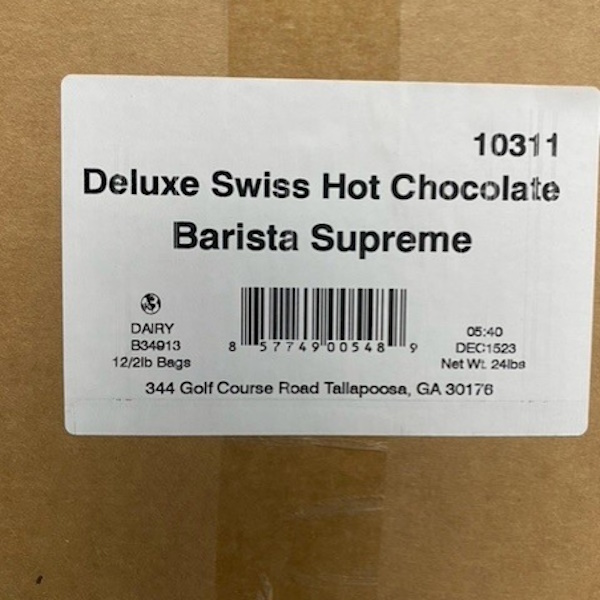 10311
Deluxe Swiss Hot Chocolate
Barista Supreme
DAIRY
B34913
12/2lb Bags
8 57749 00548 9
05:40
DEC1523
Net Wt. 24lbs
344 Golf Course Road Tallapoosa, GA 30176